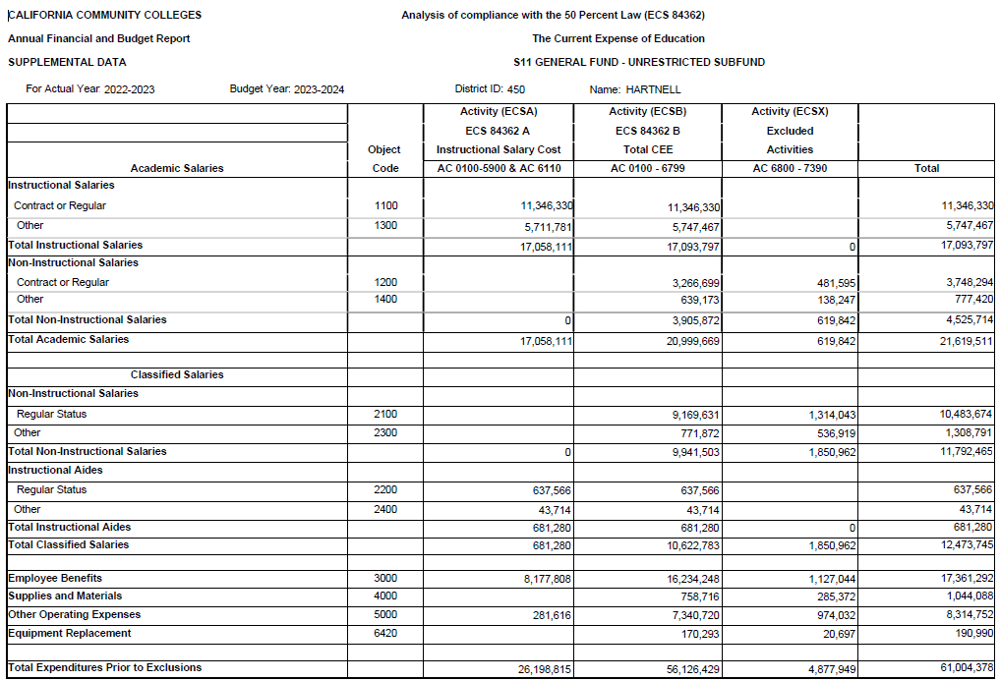 CALIFORNIA COMMUNITY COLLEGES Analysis of compliance with the 50 Percent Law (ECS 84362)
Annual Financial and Budget Report The Current Expense of Education
SUPPLEMENTAL DATA S11 GENERAL FUND - UNRESTRICTED SUBFUND
For Actual Year: 2022-2023 Budget Year: 2023-2024 District ID: 450 Name: HARTNELL
Activity (ECSA) Activity (ECSB) Activity (ECSX)
ECS 84362 A ECS 84362 B Excluded
Object Instructional Salary Cost Total CEE Activities
Academic Salaries Code AC 0100-5900 & AC 6110 AC 0100 - 6799 AC 6800 - 7390 Total
Instructional Salaries
Contract or Regular 1100 11,346,330 11,346,330 11,346,330
Other 1300 5,711,781 5,747,467 5,747,467
Total Instructional Salaries 17,058,111 17,093,797 0 17,093,797
Non-Instructional Salaries
Contract or Regular 1200 3,266,699 481,595 3,748,294
Other 1400 639,173 138,247 777,420
Total Non-Instructional Salaries 0 3,905,872 619,842 4,525,714
Total Academic Salaries 17,058,111 20,999,669 619,842 21,619,511
Classified Salaries
Non-Instructional Salaries
Regular Status 2100 9,169,631 1,314,043 10,483,674
Other 2300 771,872 536,919 1,308,791
Total Non-Instructional Salaries 0 9,941,503 1,850,962 11,792,465
Instructional Aides
Regular Status 2200 637,566 637,566 637,566
Other 2400 43,714 43,714 43,714
Total Instructional Aides 681,280 681,280 0 681,280
Total Classified Salaries 681,280 10,622,783 1,850,962 12,473,745
Employee Benefits 3000 8,177,808 16,234,248 1,127,044 17,361,292
Supplies and Materials 4000 758,716 285,372 1,044,088
Other Operating Expenses 5000 281,616 7,340,720 974,032 8,314,752
Equipment Replacement 6420 170,293 20,697 190,990
Total Expenditures Prior to Exclusions 26,198,815 56,126,429 4,877,949 61,004,378